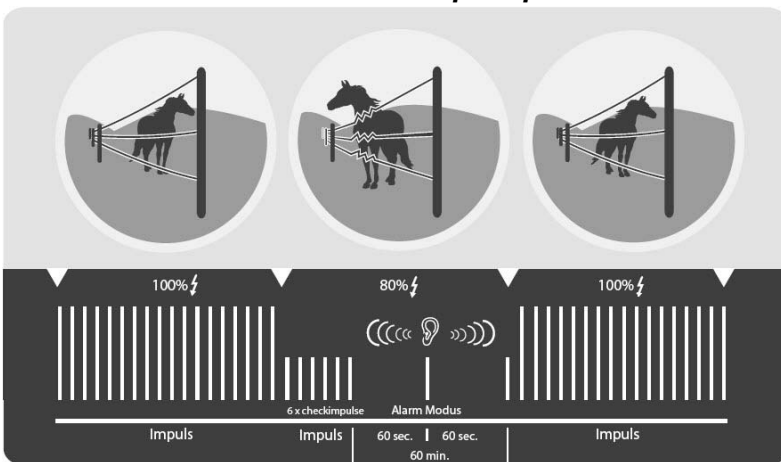 100% 80% 100%
6 x checkimpulse Alarm Modus
Impuls Impuls 60 sec. 60 sec. Impuls
60 min.